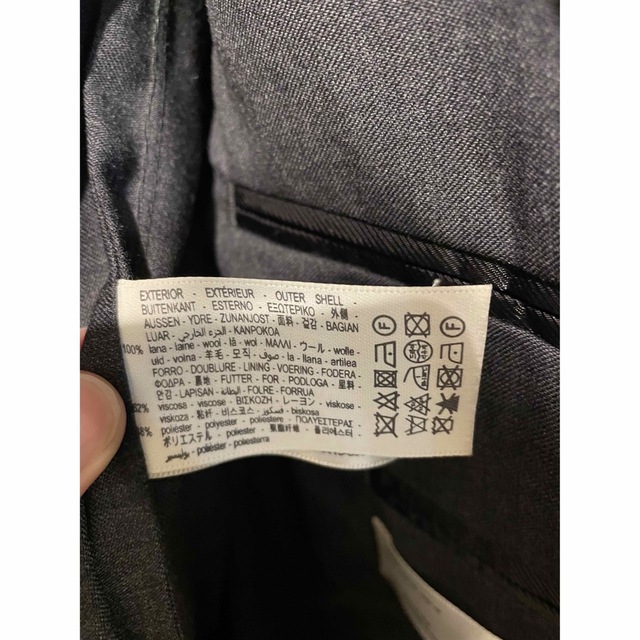 EXTERIOR - EXTÉRIEUR - OUTER SHELL -
BUITENKANT - ESTERNO - ΕΞΩΤΕΡΙΚΟ - 外側
AUSSEN - YDRE - ZUNANJOST - 面料 - 겉감 - BAGIAN
LUAR - الجزء الخارجي - KANPOKOA
100% lana - laine - wool - lã - wol - ΜΑΛΛΙ - ウール - wolle
uld - volna - 羊毛 - 모직 - صوف - la - llana - artilea
FORRO - DOUBLURE - LINING - VOERING - FODERA
ΦΟΔΡΑ - 裏地 - FUTTER - FOR - PODLOGA - 里料
안감 - LAPISAN - بطانة - FOLRE - FORRUA
viscosa - viscose - ΒΙΣΚΟΖΗ - レーヨン - viskose -
viskoza - 粘纤 - 비스코스 - فسكوز - biskosa
poliéster - polyester - poliestere - ΠΟΛΥΕΣΤΕΡΑΣ
ポリエステル - poliester - 聚酯纤维 - 폴리에스터 -
بوليستر - polièster - poliesterra
F
F